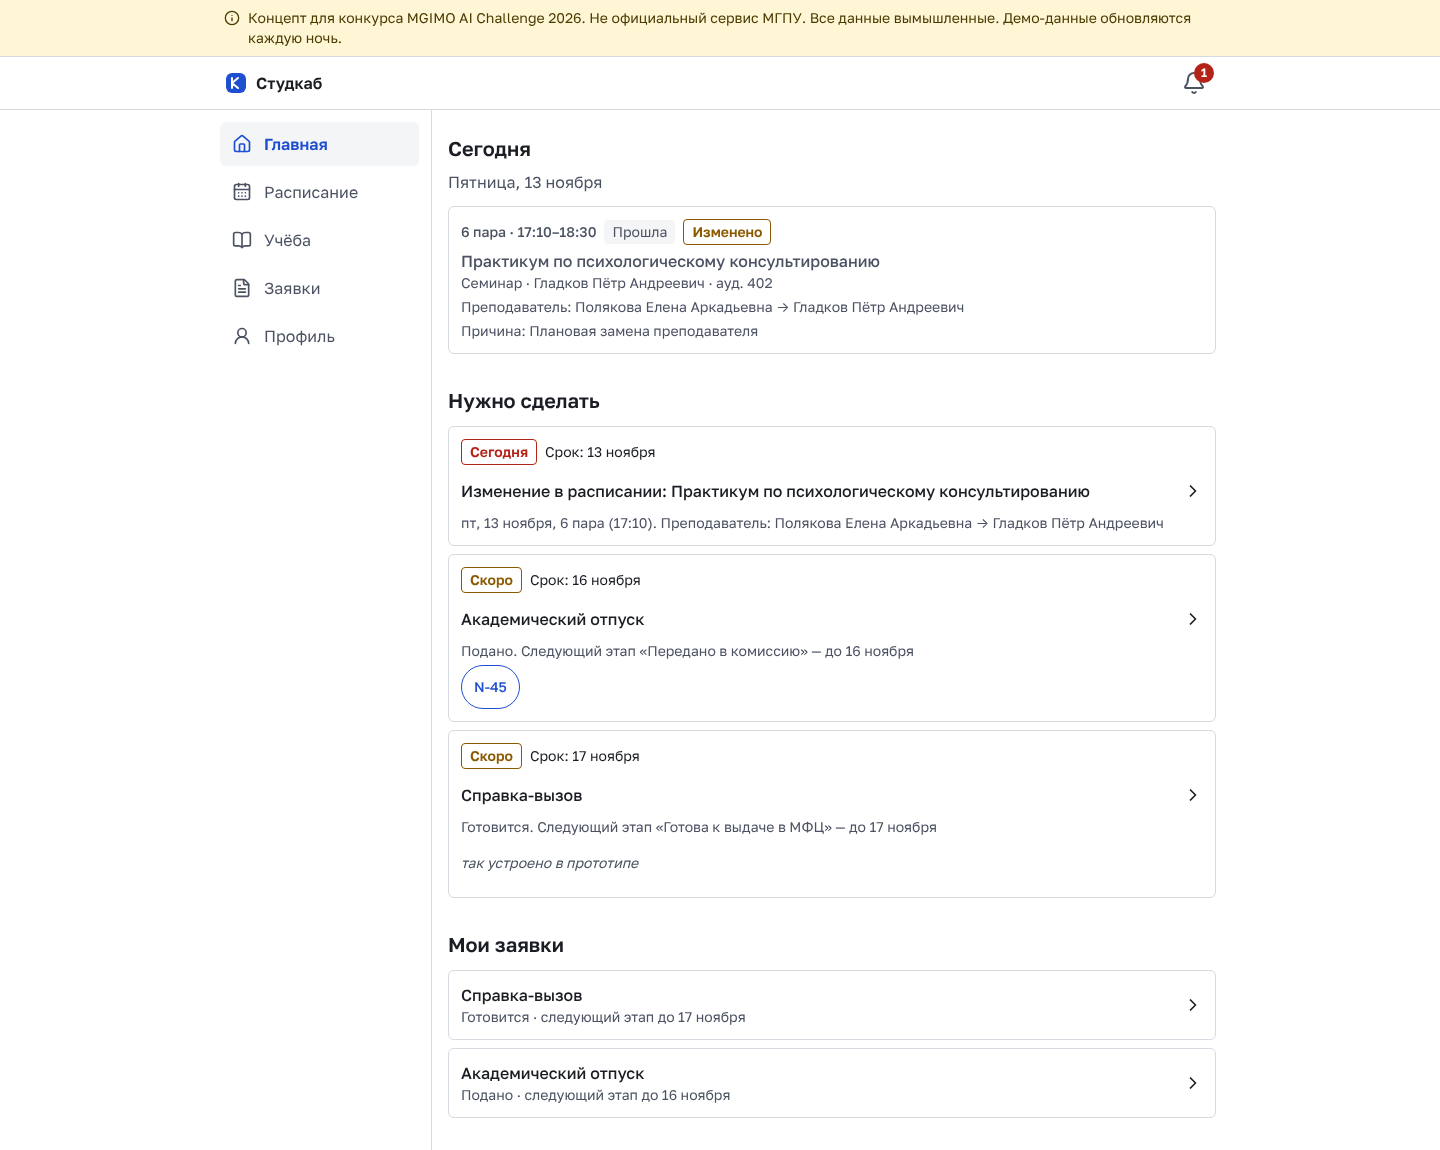 Концепт для конкурса MGIMO AI Challenge 2026. Не официальный сервис МГПУ. Все данные вымышленные. Демо-данные обновляются
каждую ночь.
Студкаб
1
Главная
Расписание
Учёба
Заявки
Профиль
Сегодня
Пятница, 13 ноября
6 пара · 17:10–18:30 Прошла Изменено
Практикум по психологическому консультированию
Семинар · Гладков Пётр Андреевич · ауд. 402
Преподаватель: Полякова Елена Аркадьевна → Гладков Пётр Андреевич
Причина: Плановая замена преподавателя
Нужно сделать
Сегодня Срок: 13 ноября
Изменение в расписании: Практикум по психологическому консультированию
пт, 13 ноября, 6 пара (17:10). Преподаватель: Полякова Елена Аркадьевна → Гладков Пётр Андреевич
Скоро Срок: 16 ноября
Академический отпуск
Подано. Следующий этап «Передано в комиссию» — до 16 ноября
N-45
Скоро Срок: 17 ноября
Справка-вызов
Готовится. Следующий этап «Готова к выдаче в МФЦ» — до 17 ноября
так устроено в прототипе
Мои заявки
Справка-вызов
Готовится · следующий этап до 17 ноября
Академический отпуск
Подано · следующий этап до 16 ноября